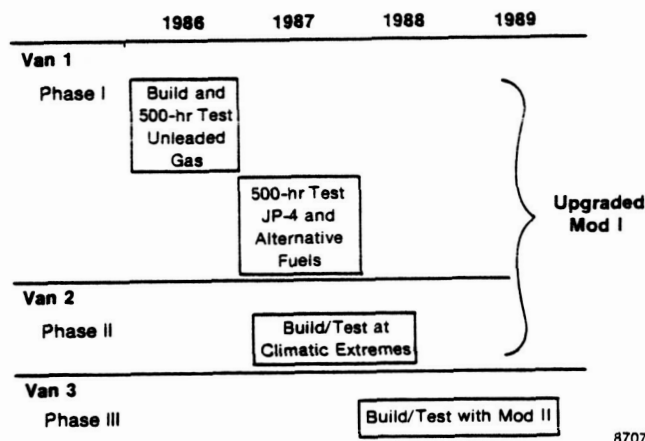 1986 1987 1988 1989
Van 1
Phase I
Build and
500-hr Test
Unleaded
Gas
500-hr Test
JP-4 and
Alternative
Fuels
Upgraded
Mod I
Van 2
Phase II
Build/Test at
Climatic Extremes
Van 3
Phase III
Build/Test with Mod II
8707